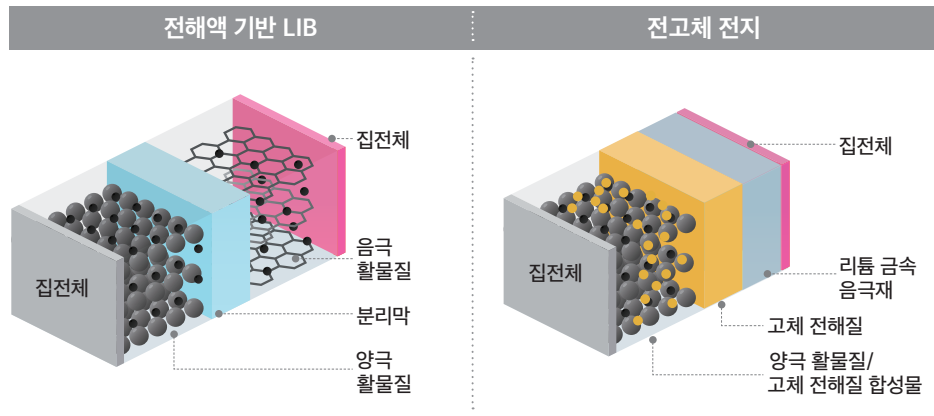 전해액 기반 LIB
집전체
집전체
음극
활물질
분리막
양극
활물질
전고체 전지
집전체
집전체
리튬 금속
음극재
고체 전해질
양극 활물질/
고체 전해질 합성물